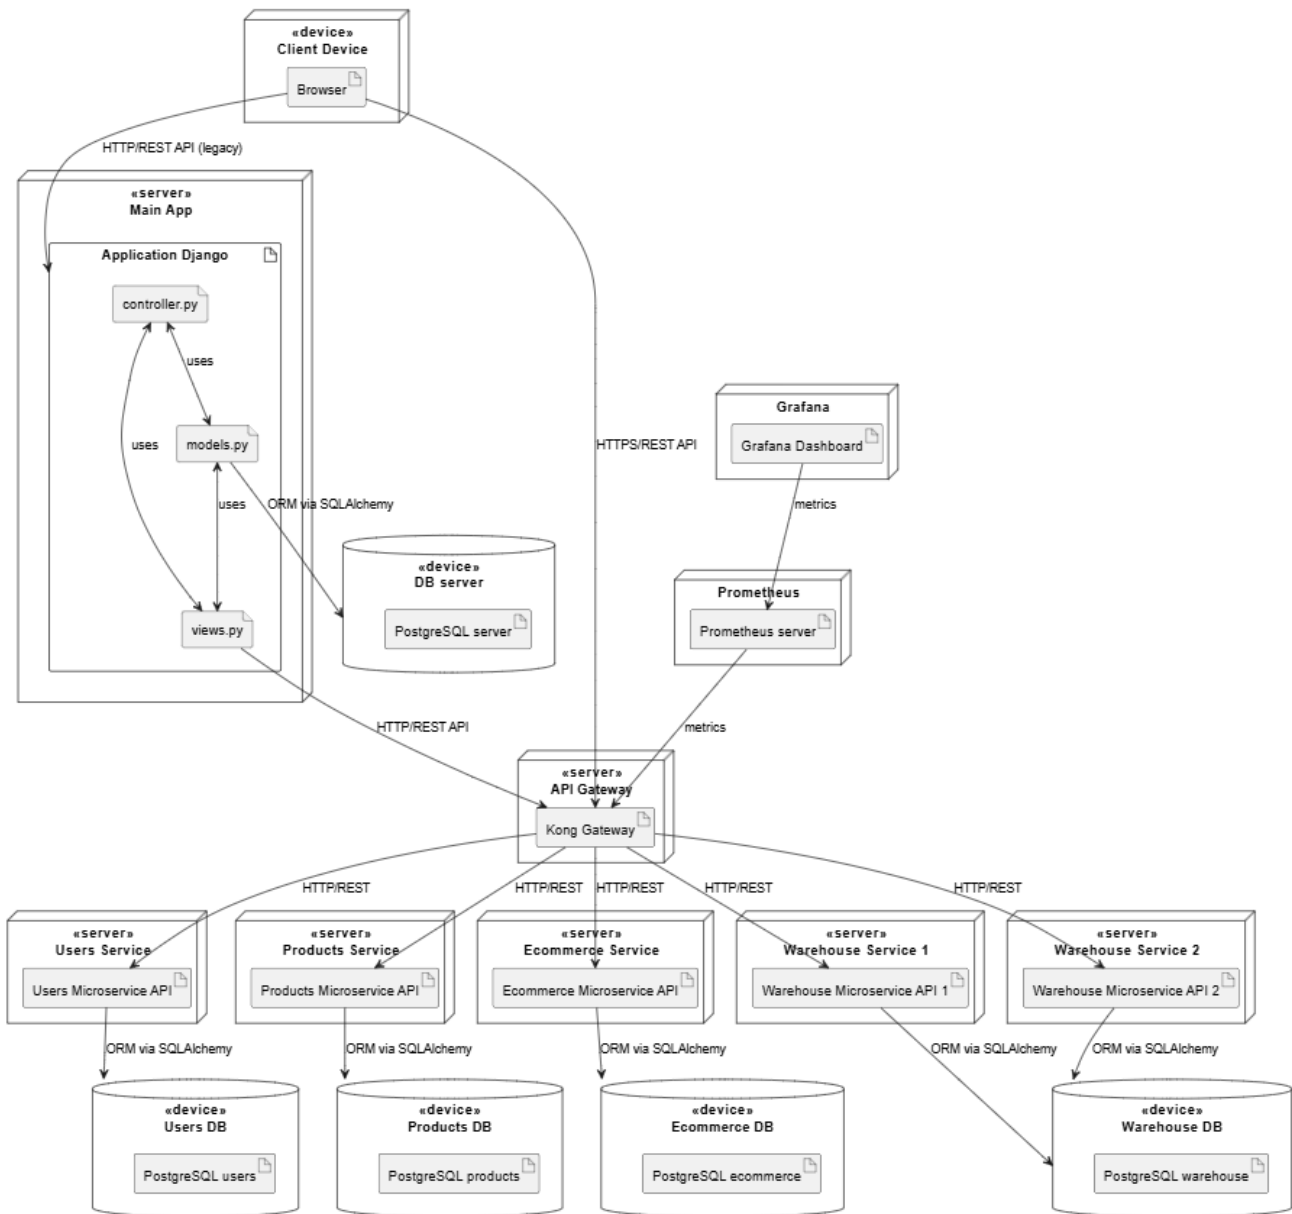 «device»
Client Device
Browser
HTTP/REST API (legacy)
«server»
Main App
Application Django
controller.py
uses
models.py
uses
uses
ORM via SQLAlchemy
views.py
«device»
DB server
PostgreSQL server
HTTPS/REST API
Grafana
Grafana Dashboard
metrics
Prometheus
Prometheus server
metrics
HTTP/REST API
«server»
API Gateway
Kong Gateway
HTTP/REST
HTTP/REST
HTTP/REST
HTTP/REST
HTTP/REST
«server»
Users Service
Users Microservice API
«server»
Products Service
Products Microservice API
«server»
Ecommerce Service
Ecommerce Microservice API
«server»
Warehouse Service 1
Warehouse Microservice API 1
«server»
Warehouse Service 2
Warehouse Microservice API 2
ORM via SQLAlchemy
ORM via SQLAlchemy
ORM via SQLAlchemy
ORM via SQLAlchemy
ORM via SQLAlchemy
«device»
Users DB
PostgreSQL users
«device»
Products DB
PostgreSQL products
«device»
Ecommerce DB
PostgreSQL ecommerce
«device»
Warehouse DB
PostgreSQL warehouse